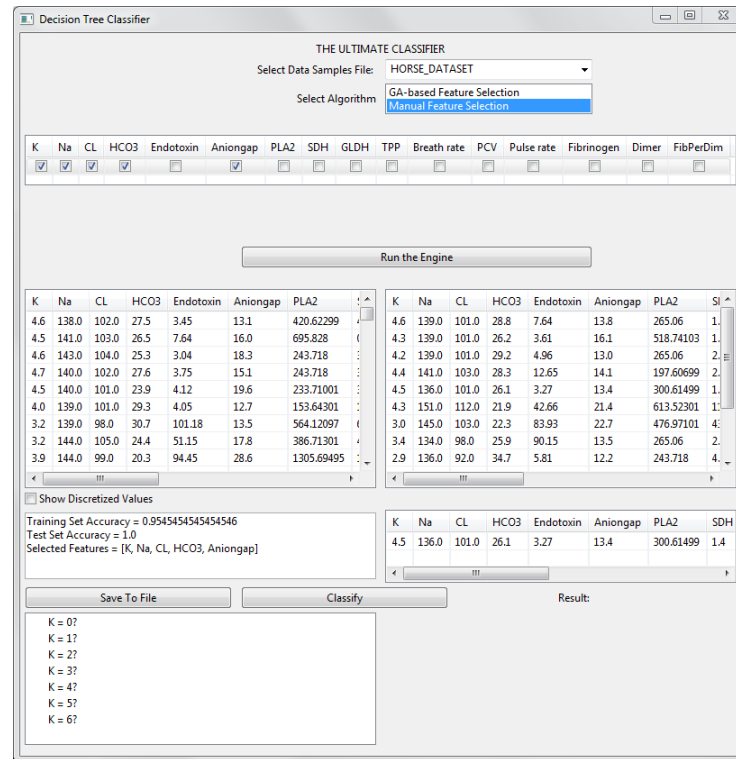 Decision Tree Classifier
THE ULTIMATE CLASSIFIER
Select Data Samples File: HORSE_DATASET
Select Algorithm
GA-based Feature Selection
Manual Feature Selection
K Na CL HCO3 Endotoxin Aniongap PLA2 SDH GLDH TPP Breath rate PCV Pulse rate Fibrinogen Dimer FibPerDim
Run the Engine
K Na CL HCO3 Endotoxin Aniongap PLA2
4.6 138.0 102.0 27.5 3.45 13.1 420.62299
4.5 141.0 103.0 26.5 7.64 16.0 695.828
4.6 143.0 104.0 25.3 3.04 18.3 243.718
4.7 140.0 102.0 27.6 3.75 15.1 243.718
4.5 140.0 101.0 23.9 4.12 19.6 233.71001
4.0 139.0 101.0 29.3 4.05 12.7 153.64301
3.2 139.0 98.0 30.7 101.18 13.5 564.12097
3.2 144.0 105.0 24.4 51.15 17.8 386.71301
3.9 144.0 99.0 20.3 94.45 28.6 1305.69495
K Na CL HCO3 Endotoxin Aniongap PLA2
4.6 139.0 101.0 28.8 7.64 13.8 265.06 1.
4.3 139.0 101.0 26.2 3.61 16.1 518.74103 1.
4.2 139.0 101.0 29.2 4.96 13.0 265.06 2.
4.4 141.0 103.0 28.3 12.65 14.1 197.60699 2.
4.5 136.0 101.0 26.1 3.27 13.4 300.61499 1.
4.3 151.0 112.0 21.9 42.66 21.4 613.52301
3.0 145.0 103.0 22.3 83.93 22.7 476.97101
3.4 134.0 98.0 25.9 90.15 13.5 265.06 2.
2.9 136.0 92.0 34.7 5.81 12.2 243.718 4.
Show Discretized Values
Training Set Accuracy = 0.9545454545454546
Test Set Accuracy = 1.0
Selected Features = [K, Na, CL, HCO3, Aniongap]
K Na CL HCO3 Endotoxin Aniongap PLA2 SDH
4.5 136.0 101.0 26.1 3.27 13.4 300.61499 1.4
Save To File
Classify
Result:
K = 0?
K = 1?
K = 2?
K = 3?
K = 4?
K = 5?
K = 6?